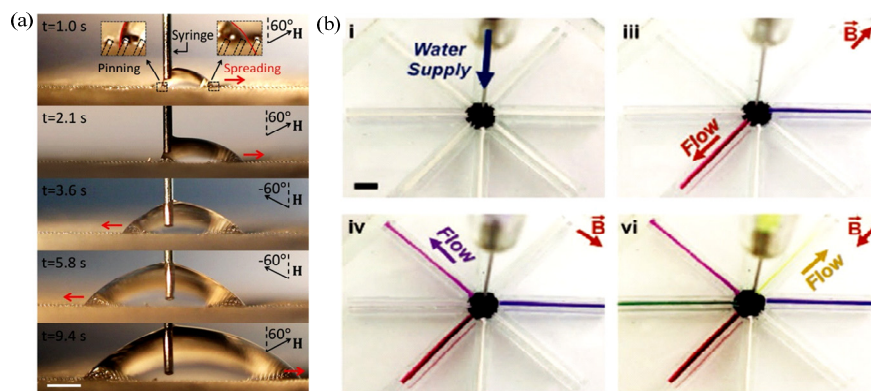 (a)
t=1.0 s
Syringe
60°
H
Pinning
Spreading
t=2.1 s
60°
H
t=3.6 s
-60°
H
t=5.8 s
-60°
H
t=9.4 s
60°
H
(b)
i
Water
Supply
iii
B
Flow
iv
Flow
B
vi
B
Flow